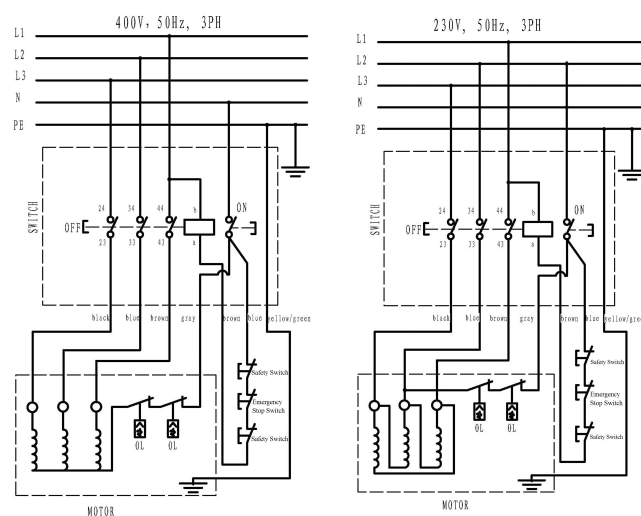 400V, 50Hz, 3PH
L1
L2
L3
N
PE
SWITCH
24
34
44
b
ON
OFF
23
33
43
a
black
blue
brown
gray
brown
blue
yellow/green
Safety Switch
Emergency
Stop Switch
Safety Switch
OL
OL
MOTOR
230V, 50Hz, 3PH
L1
L2
L3
N
PE
SWITCH
24
34
44
b
ON
OFF
23
33
43
a
black
blue
brown
gray
brown
blue
yellow/gree
Safety Switch
Emergency
Stop Switch
Safety Switch
OL
OL
MOTOR